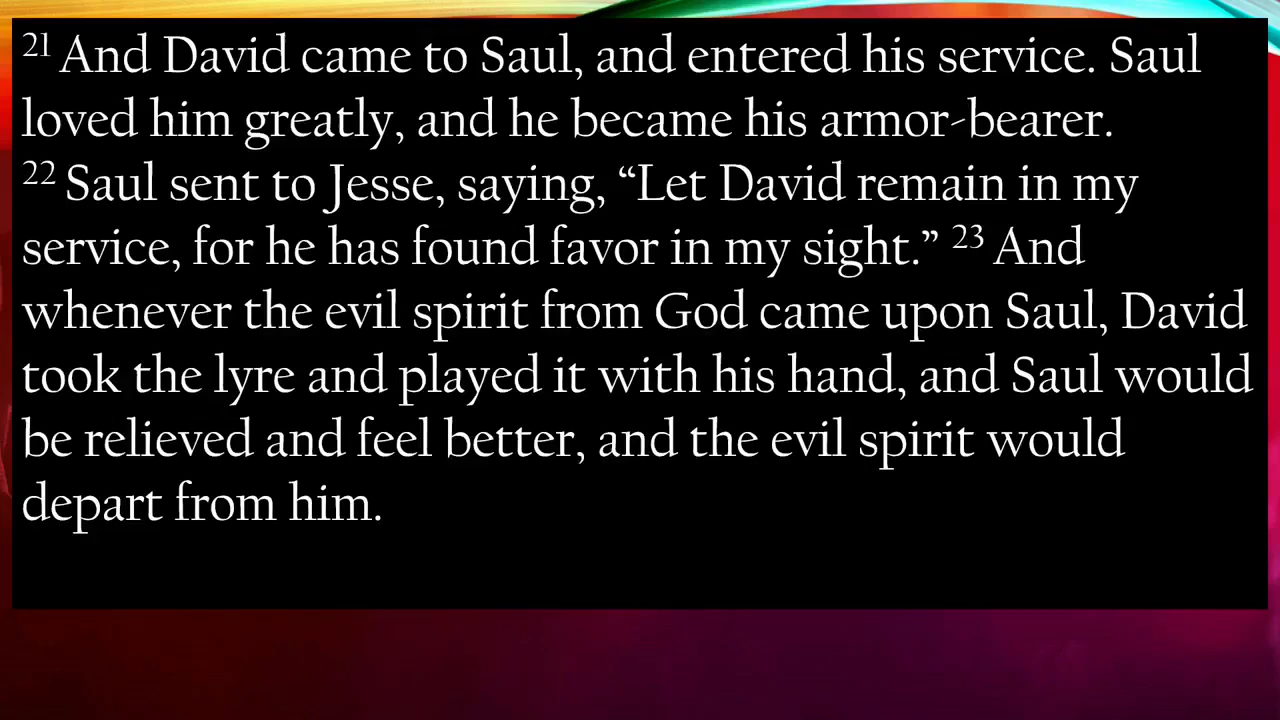 21 And David came to Saul, and entered his service. Saul
loved him greatly, and he became his armor-bearer.
22 Saul sent to Jesse, saying, “Let David remain in my
service, for he has found favor in my sight.” 23 And
whenever the evil spirit from God came upon Saul, David
took the lyre and played it with his hand, and Saul would
be relieved and feel better, and the evil spirit would
depart from him.